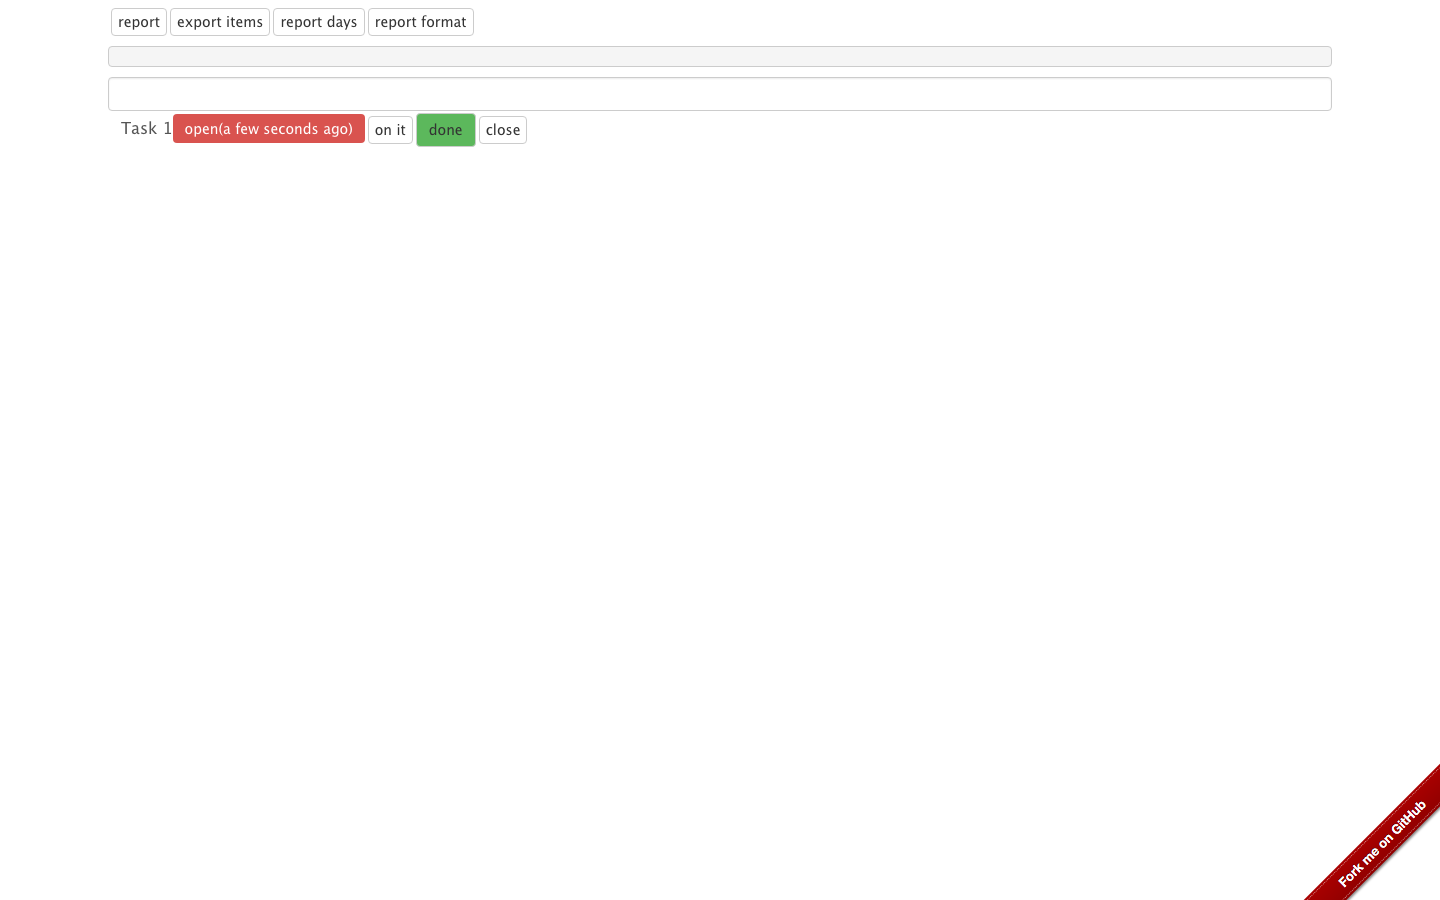 report export items report days report format
Task 1 open(a few seconds ago) on it done close
Fork me on GitHub